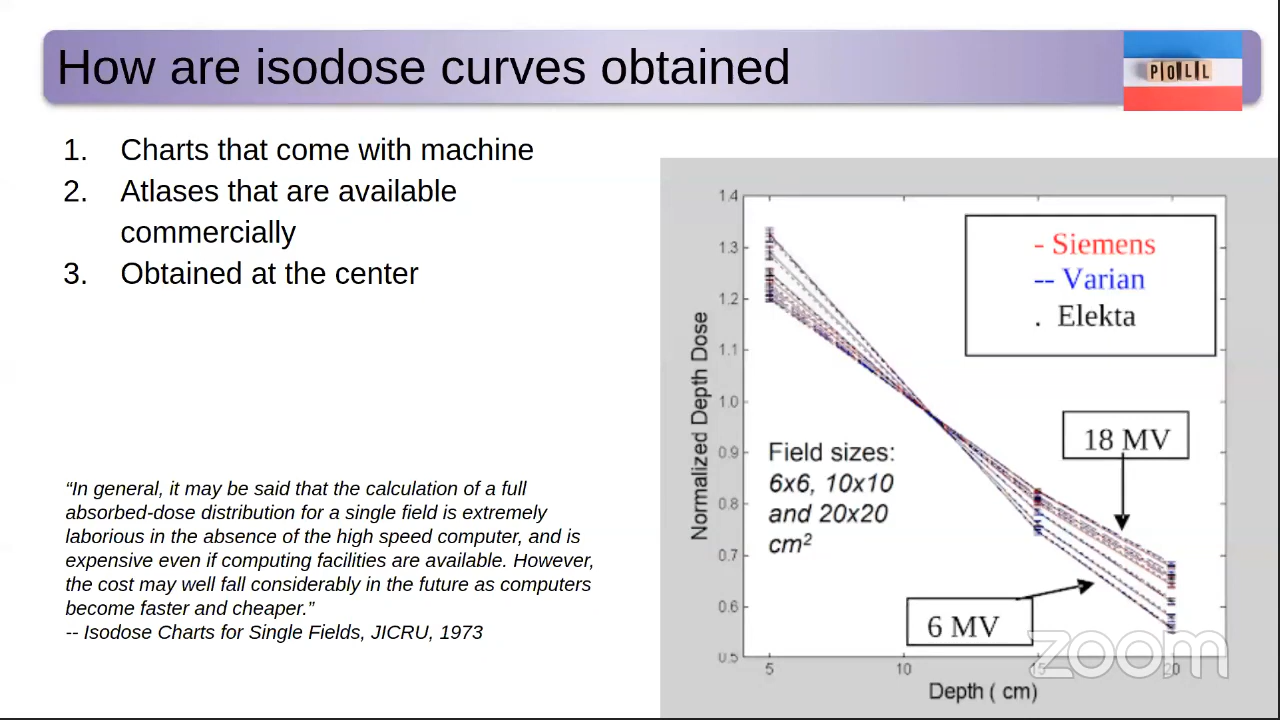 How are isodose curves obtained
POLL
1. Charts that come with machine
2. Atlases that are available
commercially
3. Obtained at the center
“In general, it may be said that the calculation of a full
absorbed-dose distribution for a single field is extremely
laborious in the absence of the high speed computer, and is
expensive even if computing facilities are available. However,
the cost may well fall considerably in the future as computers
become faster and cheaper.”
-- Isodose Charts for Single Fields, JICRU, 1973
1.4
1.3
1.2
1.1
1.0
0.9
0.8
0.7
0.6
0.5
Normalized Depth Dose
- Siemens
-- Varian
. Elekta
18 MV
Field sizes:
6x6, 10x10
and 20x20
cm²
6 MV
5 10 15 20
Depth ( cm)
zoom